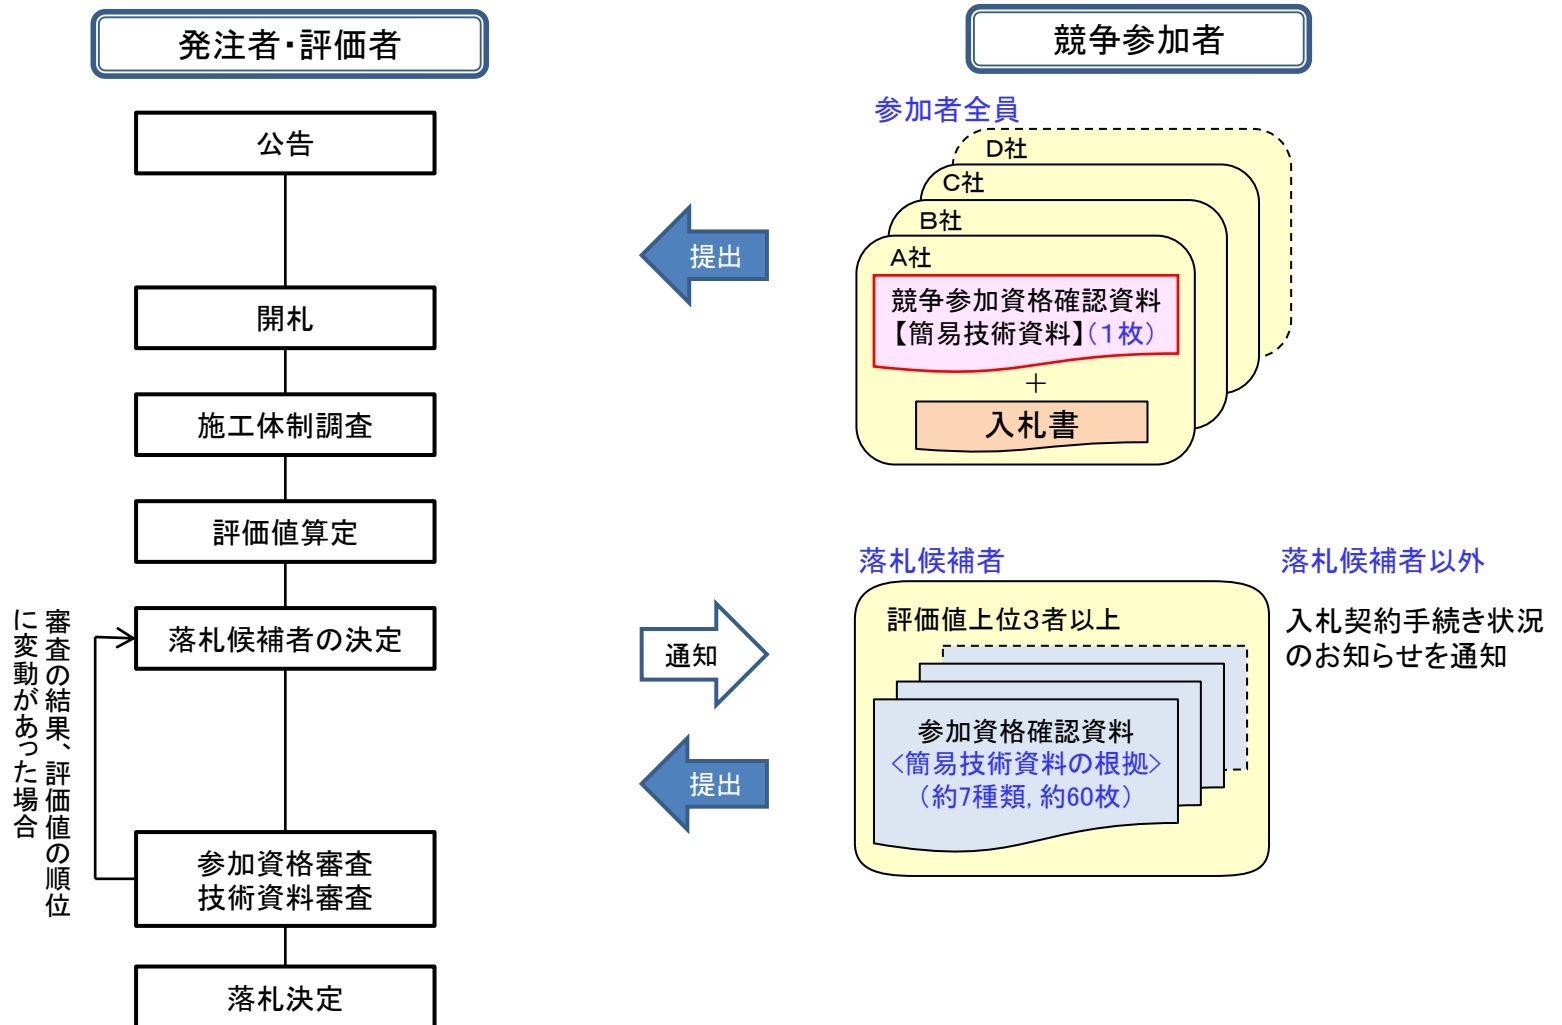 発注者・評価者
公告
開札
施工体制調査
評価値算定
落札候補者の決定
審査の結果、評価値の順位
に変動があった場合
参加資格審査
技術資料審査
落札決定
提出
通知
提出
競争参加者
参加者全員
D社
C社
B社
A社
競争参加資格確認資料
【簡易技術資料】(１枚)
＋
入札書
落札候補者
評価値上位３者以上
参加資格確認資料
<簡易技術資料の根拠>
(約7種類, 約60枚)
落札候補者以外
入札契約手続き状況
のお知らせを通知